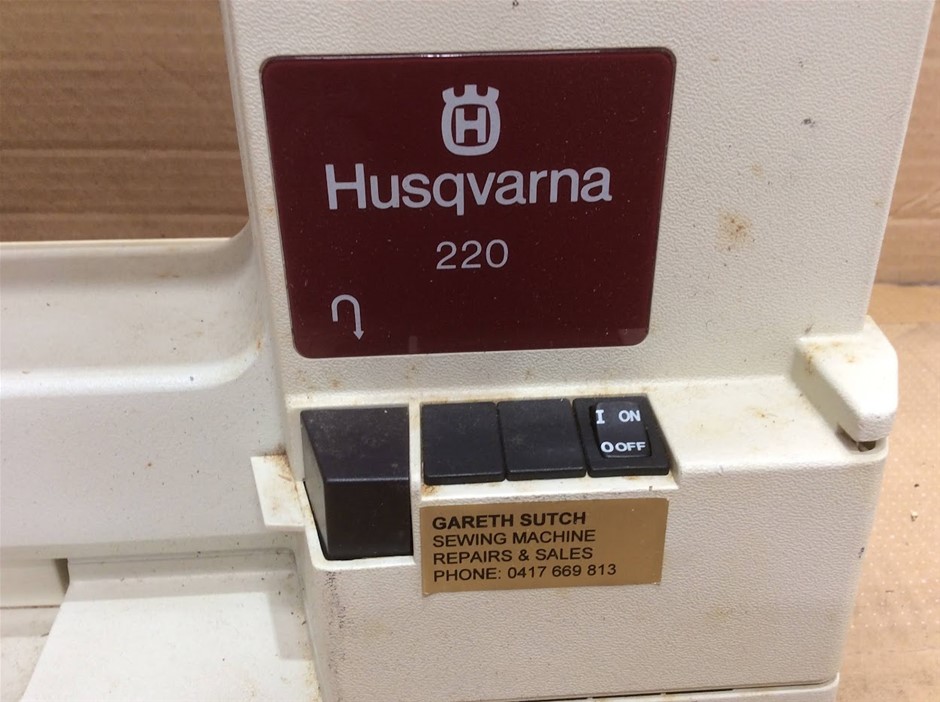 H
Husqvarna
220
I ON
O OFF
GARETH SUTCH
SEWING MACHINE
REPAIRS & SALES
PHONE: 0417 669 813